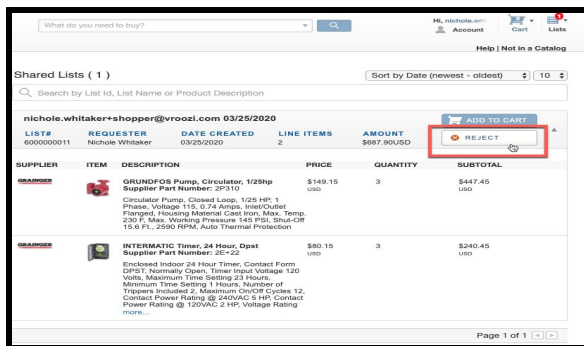 What do you need to buy?
Hi, nichole.whi
Account
Cart
1
Lists
Help | Not in a Catalog
Shared Lists ( 1 )
Sort by Date (newest - oldest)
10
Search by List Id, List Name or Product Description
nichole.whitaker+shopper@vroozi.com 03/25/2020
ADD TO CART
LIST# REQUESTER DATE CREATED LINE ITEMS AMOUNT
6000000011 Nichole Whitaker 03/25/2020 2 $687.90USD
REJECT
SUPPLIER ITEM DESCRIPTION PRICE QUANTITY SUBTOTAL
GRAINGER GRUNDFOS Pump, Circulator, 1/25hp $149.15 3 $447.45
Supplier Part Number: 2P310 USD USD
Circulator Pump, Closed Loop, 1/25 HP, 1
Phase, Voltage 115, 0.74 Amps, Inlet/Outlet
Flanged, Housing Material Cast Iron, Max. Temp.
230 F, Max. Working Pressure 145 PSI, Shut-Off
15.6 Ft., 2590 RPM, Auto Thermal Protection
GRAINGER INTERMATIC Timer, 24 Hour, Dpst $80.15 3 $240.45
Supplier Part Number: 2E+22 USD USD
Enclosed Indoor 24 Hour Timer, Contact Form
DPST, Normally Open, Timer Input Voltage 120
Volts, Maximum Time Setting 23 Hours,
Minimum Time Setting 1 Hours, Number of
Trippers Included 2, Maximum On/Off Cycles 12,
Contact Power Rating @ 240VAC 5 HP, Contact
Power Rating @ 120VAC 2 HP, Voltage Rating
more...
Page 1 of 1